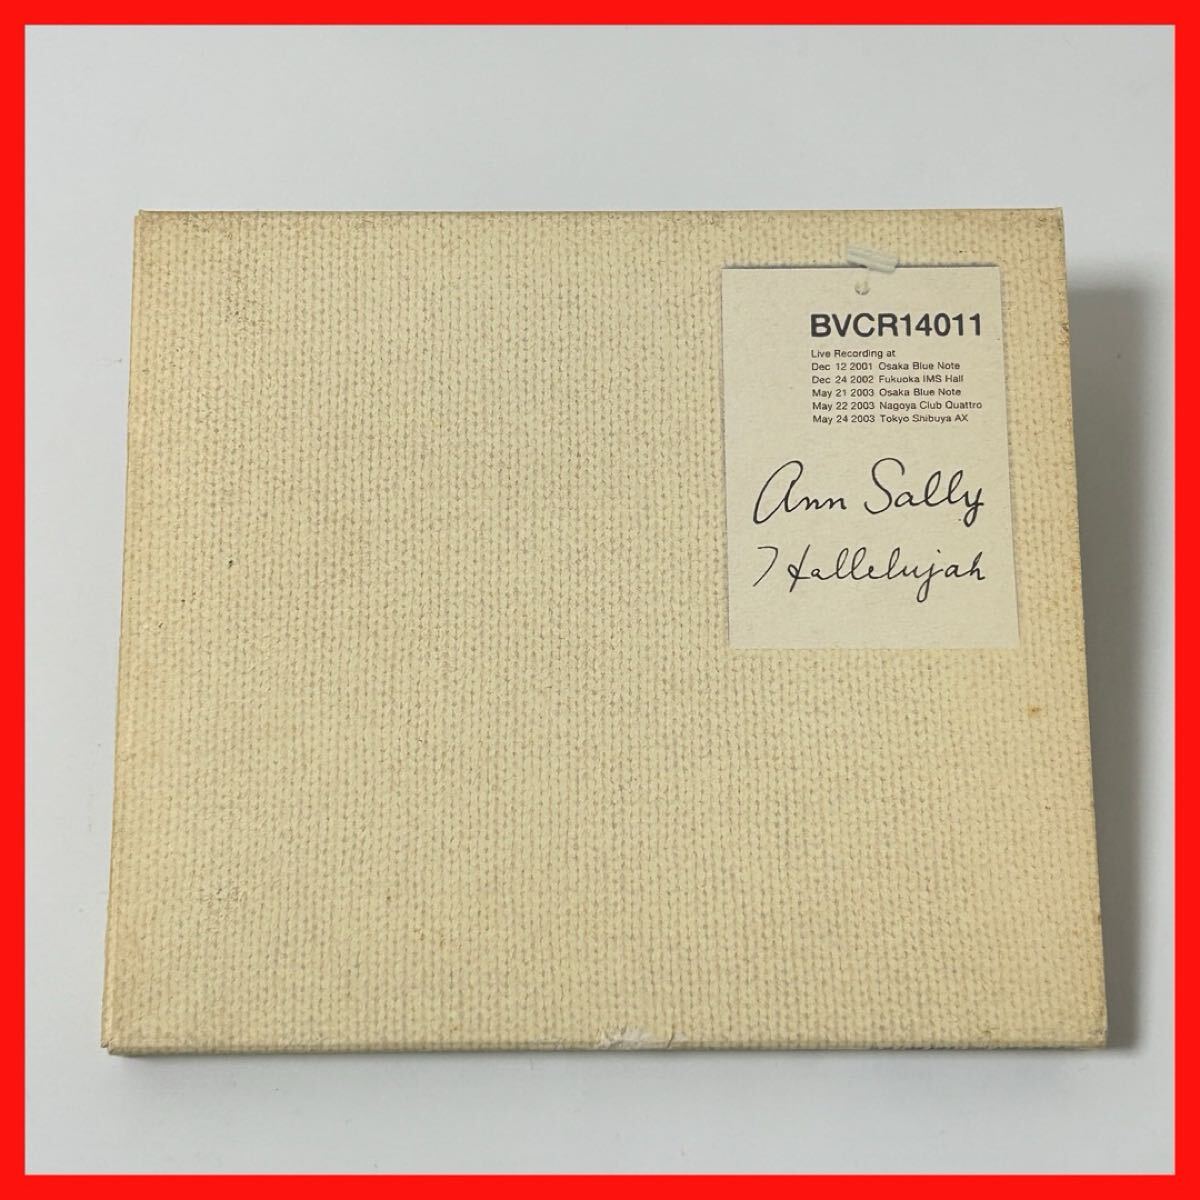 BVCR14011
Live Recording at
Dec 12 2001 Osaka Blue Note
Dec 24 2002 Fukuoka IMS Hall
May 21 2003 Osaka Blue Note
May 22 2003 Nagoya Club Quattro
May 24 2003 Tokyo Shibuya AX
Ann Sally
Hallelujah